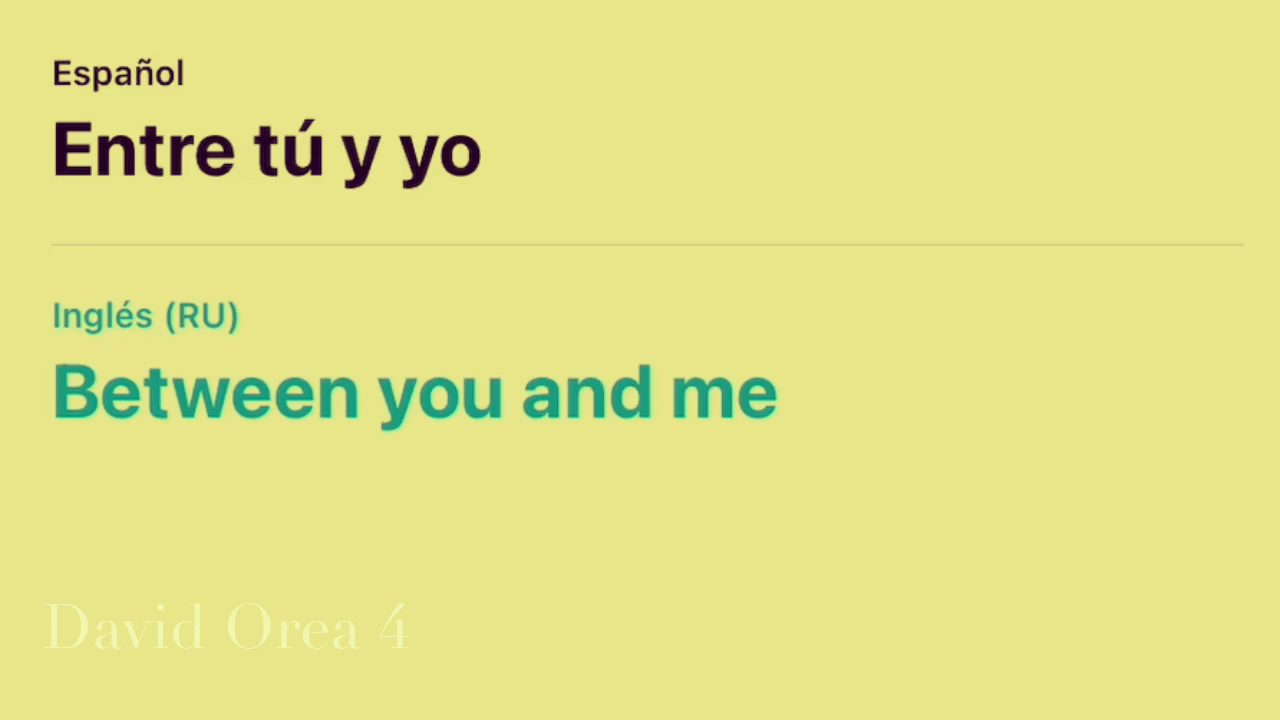 Español
Entre tú y yo
Inglés (RU)
Between you and me
David Orea 4